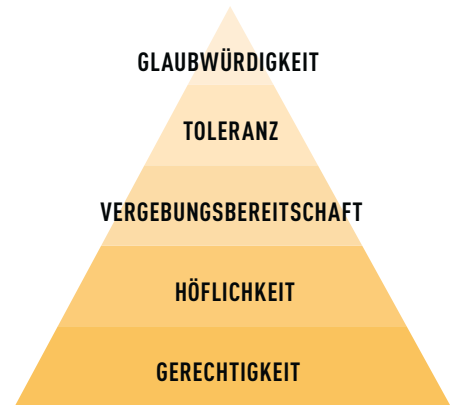 GLAUBWÜRDIGKEIT
TOLERANZ
VERGEBUNGSBEREITSCHAFT
HÖFLICHKEIT
GERECHTIGKEIT